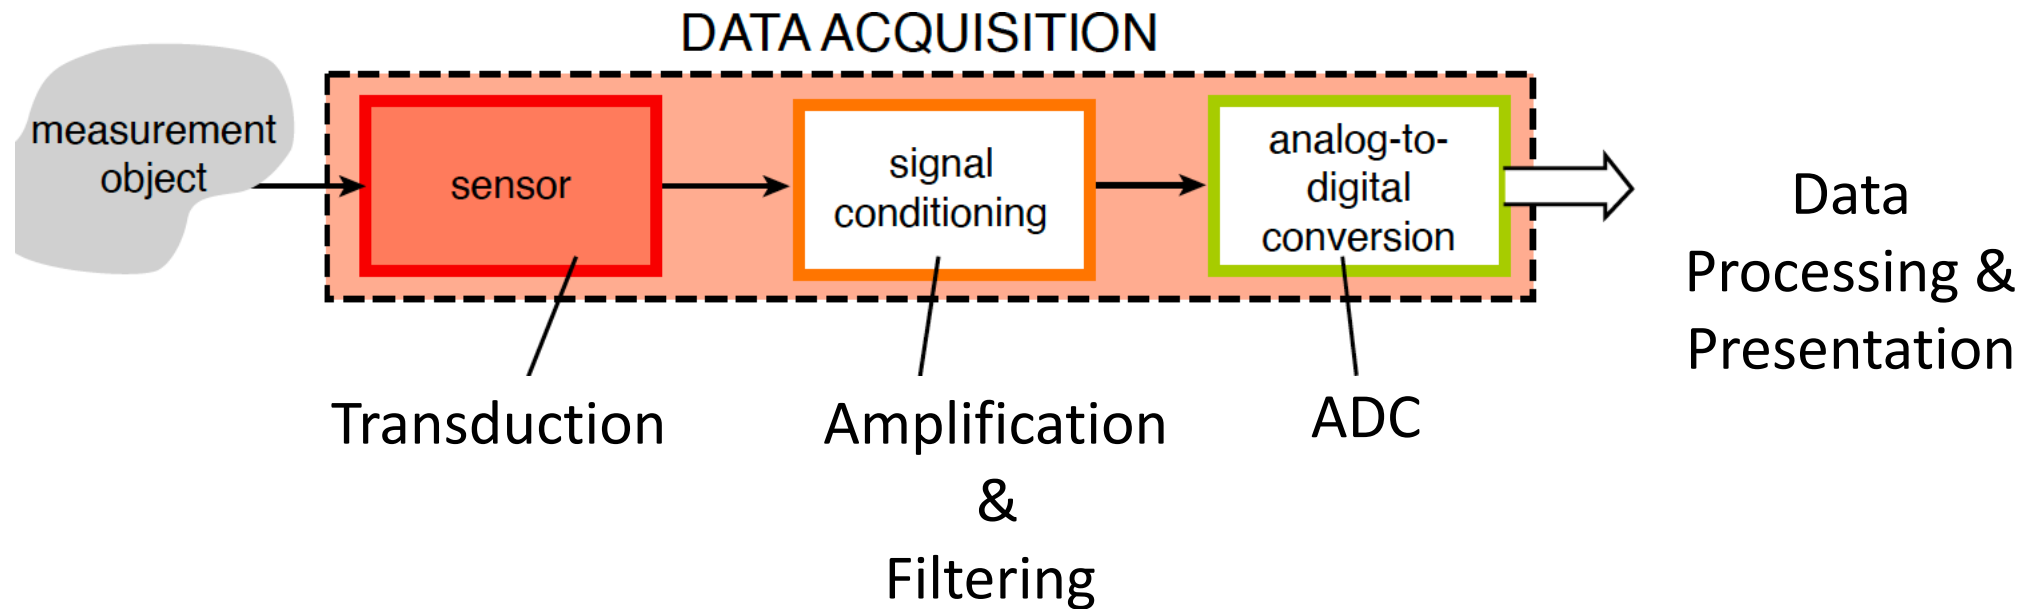 DATA ACQUISITION
measurement
object
sensor
signal
conditioning
analog-to-
digital
conversion
Data
Processing &
Presentation
Transduction
Amplification
&
Filtering
ADC